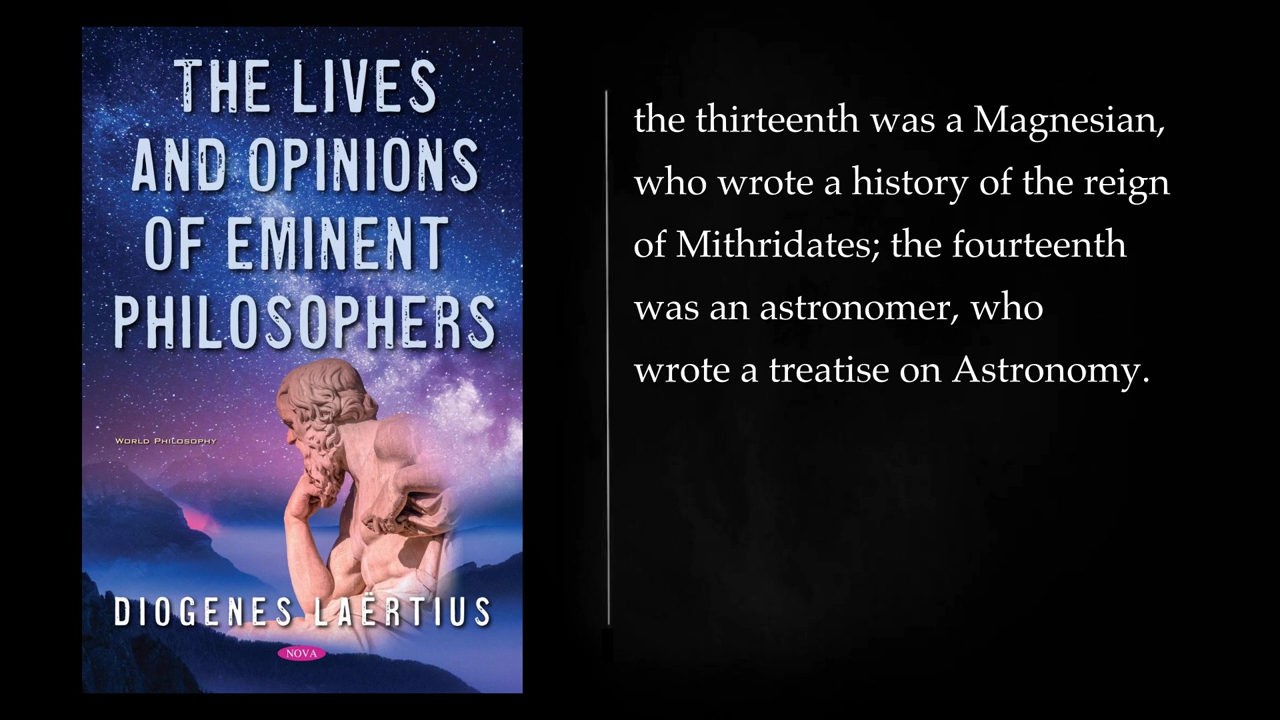 THE LIVES
AND OPINIONS
OF EMINENT
PHILOSOPHERS
WORLD PHILOSOPHY
DIOGENES LAËRTIUS
NOVA
the thirteenth was a Magnesian,
who wrote a history of the reign
of Mithridates; the fourteenth
was an astronomer, who
wrote a treatise on Astronomy.